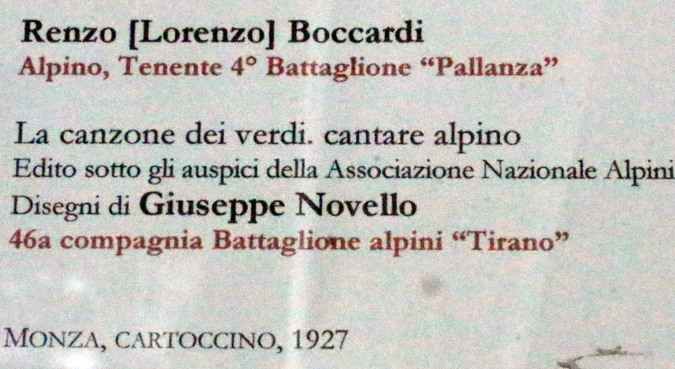 Renzo [Lorenzo] Boccardi
Alpino, Tenente 4° Battaglione “Pallanza”
La canzone dei verdi. cantare alpino
Edito sotto gli auspici della Associazione Nazionale Alpini
Disegni di Giuseppe Novello
46a compagnia Battaglione alpini “Tirano”
MONZA, CARTOCCINO, 1927